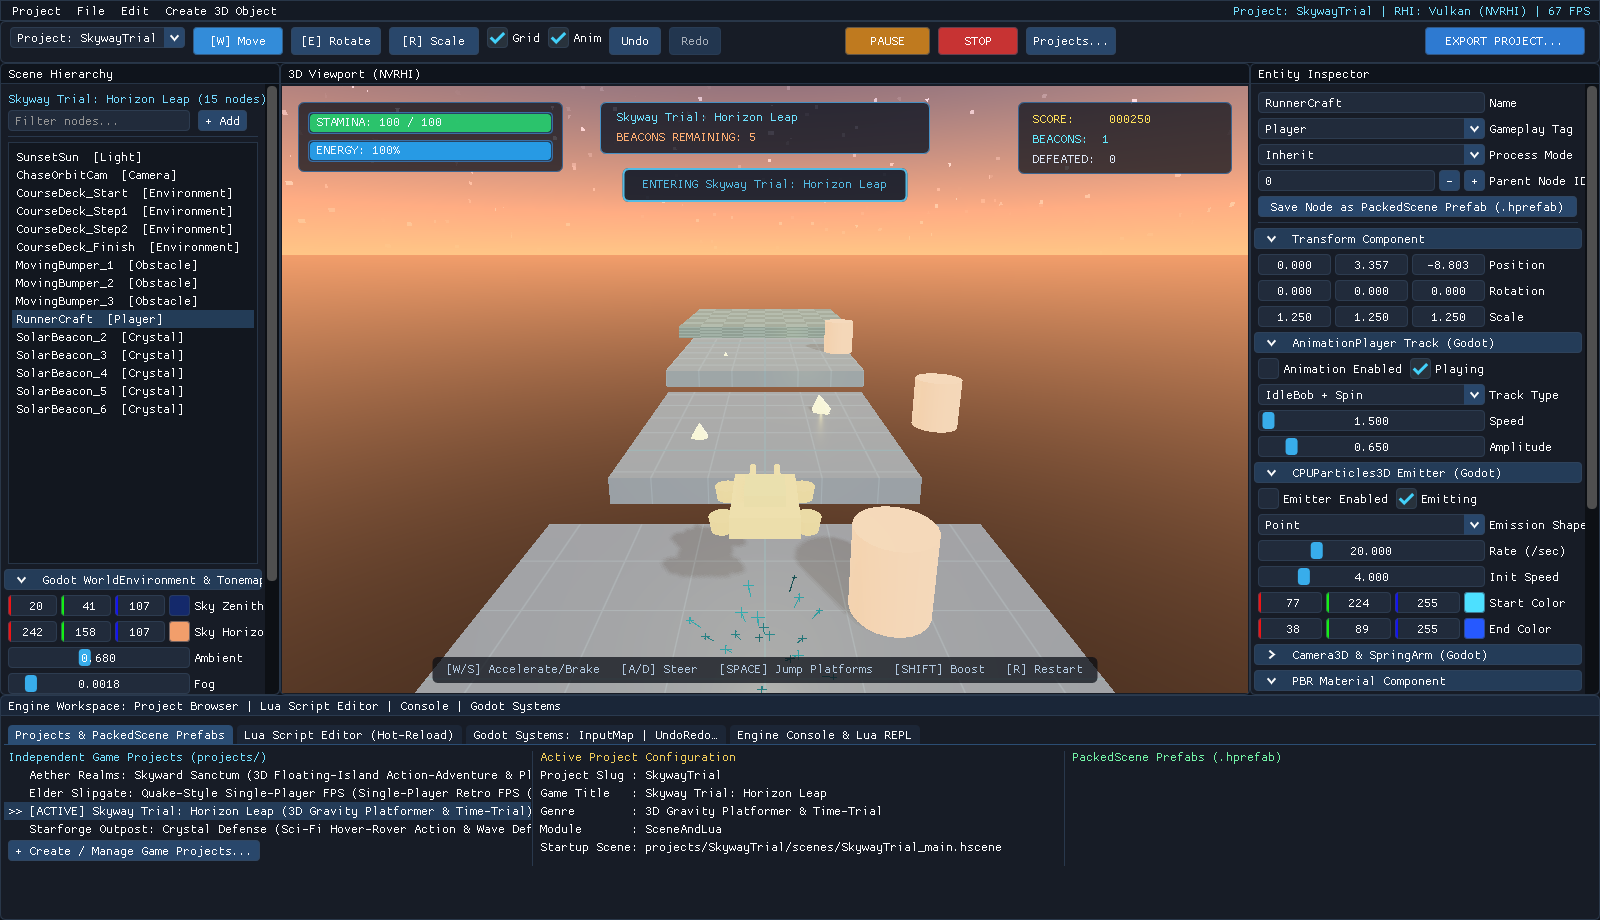 Project File Edit Create 3D Object
Project: SkywayTrial | RHI: Vulkan (NVRHI) | 67 FPS
Project: SkywayTrial [W] Move [E] Rotate [R] Scale Grid Anim Undo Redo PAUSE STOP Projects... EXPORT PROJECT...
Scene Hierarchy
Skyway Trial: Horizon Leap (15 nodes)
Filter nodes... + Add
SunsetSun [Light]
ChaseOrbitCam [Camera]
CourseDeck_Start [Environment]
CourseDeck_Step1 [Environment]
CourseDeck_Step2 [Environment]
CourseDeck_Finish [Environment]
MovingBumper_1 [Obstacle]
MovingBumper_2 [Obstacle]
MovingBumper_3 [Obstacle]
RunnerCraft [Player]
SolarBeacon_2 [Crystal]
SolarBeacon_3 [Crystal]
SolarBeacon_4 [Crystal]
SolarBeacon_5 [Crystal]
SolarBeacon_6 [Crystal]
Godot WorldEnvironment & Tonemap
20 41 107 Sky Zenith
242 158 107 Sky Horizo
0.680 Ambient
0.0018 Fog
3D Viewport (NVRHI)
STAMINA: 100 / 100
ENERGY: 100%
Skyway Trial: Horizon Leap
BEACONS REMAINING: 5
ENTERING Skyway Trial: Horizon Leap
SCORE: 000250
BEACONS: 1
DEFEATED: 0
[W/S] Accelerate/Brake [A/D] Steer [SPACE] Jump Platforms [SHIFT] Boost [R] Restart
Entity Inspector
RunnerCraft Name
Player Gameplay Tag
Inherit Process Mode
0 - + Parent Node ID
Save Node as PackedScene Prefab (.hprefab)
Transform Component
0.000 3.357 -8.803 Position
0.000 0.000 0.000 Rotation
1.250 1.250 1.250 Scale
AnimationPlayer Track (Godot)
Animation Enabled Playing
IdleBob + Spin Track Type
1.500 Speed
0.650 Amplitude
CPUParticles3D Emitter (Godot)
Emitter Enabled Emitting
Point Emission Shape
20.000 Rate (/sec)
4.000 Init Speed
77 224 255 Start Color
38 89 255 End Color
Camera3D & SpringArm (Godot)
PBR Material Component
Engine Workspace: Project Browser | Lua Script Editor | Console | Godot Systems
Projects & PackedScene Prefabs Lua Script Editor (Hot-Reload) Godot Systems: InputMap | UndoRedo… Engine Console & Lua REPL
Independent Game Projects (projects/)
Aether Realms: Skyward Sanctum (3D Floating-Island Action-Adventure & Pl
Elder Slipgate: Quake-Style Single-Player FPS (Single-Player Retro FPS (
>> [ACTIVE] Skyway Trial: Horizon Leap (3D Gravity Platformer & Time-Trial)
Starforge Outpost: Crystal Defense (Sci-Fi Hover-Rover Action & Wave Def
+ Create / Manage Game Projects...
Active Project Configuration
Project Slug : SkywayTrial
Game Title : Skyway Trial: Horizon Leap
Genre : 3D Gravity Platformer & Time-Trial
Module : SceneAndLua
Startup Scene: projects/SkywayTrial/scenes/SkywayTrial_main.hscene
PackedScene Prefabs (.hprefab)